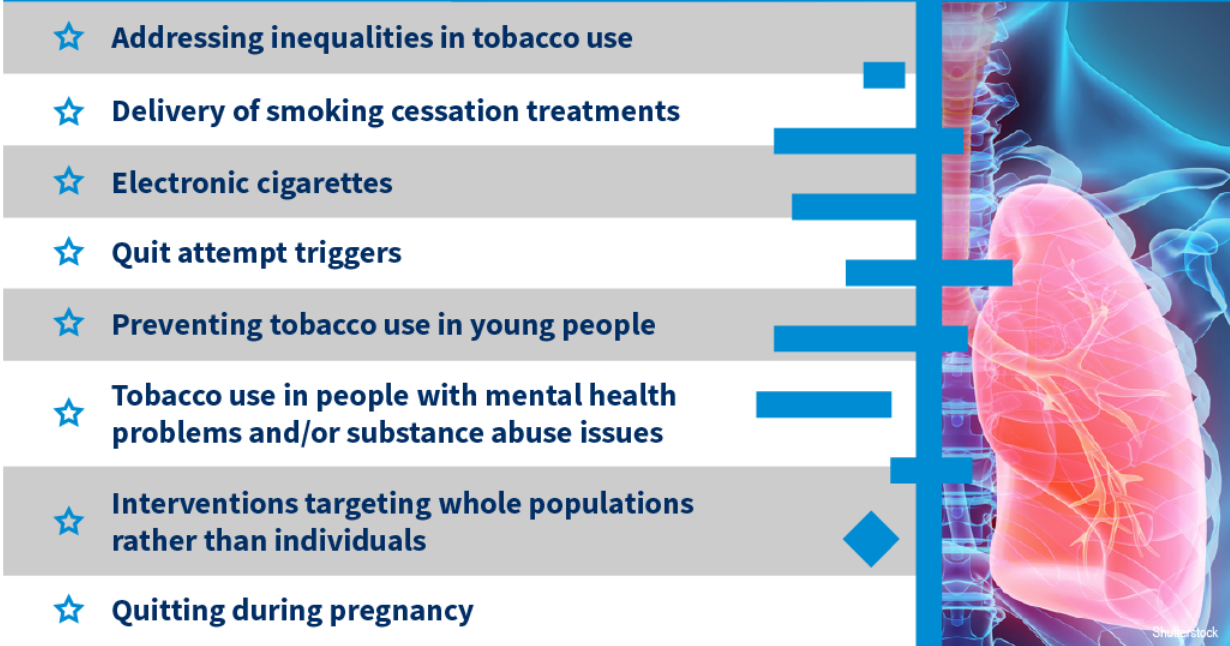 Addressing inequalities in tobacco use
Delivery of smoking cessation treatments
Electronic cigarettes
Quit attempt triggers
Preventing tobacco use in young people
Tobacco use in people with mental health
problems and/or substance abuse issues
Interventions targeting whole populations
rather than individuals
Quitting during pregnancy
Shutterstock